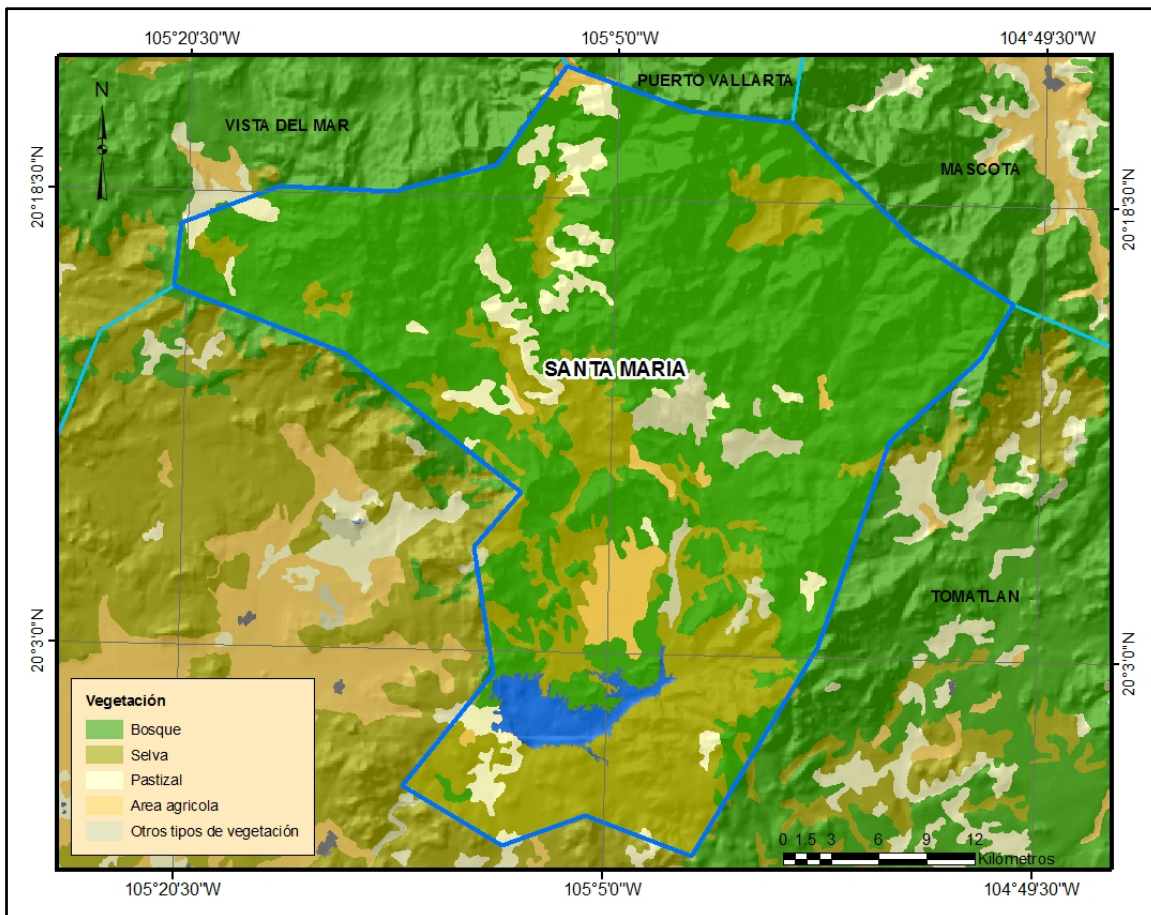 105°20'30"W
105°5'0"W
104°49'30"W
N
PUERTO VALLARTA
VISTA DEL MAR
MASCOTA
20°18'30"N
20°18'30"N
SANTA MARIA
TOMATLAN
20°3'0"N
20°3'0"N
Vegetación
Bosque
Selva
Pastizal
Area agricola
Otros tipos de vegetación
0 1.5 3 6 9 12
Kilómetros
105°20'30"W
105°5'0"W
104°49'30"W